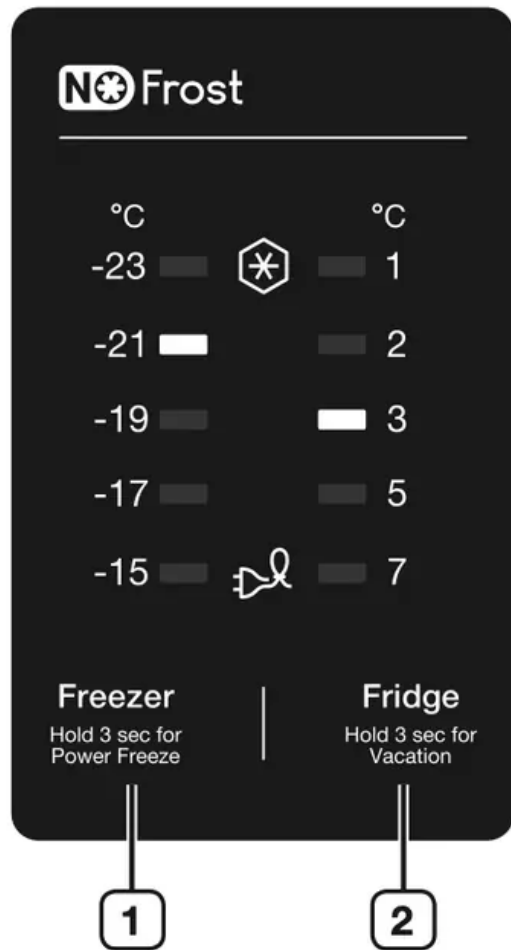 NO Frost
°C °C
-23 1
-21 2
-19 3
-17 5
-15 7
Freezer Fridge
Hold 3 sec for Hold 3 sec for
Power Freeze Vacation
1 2